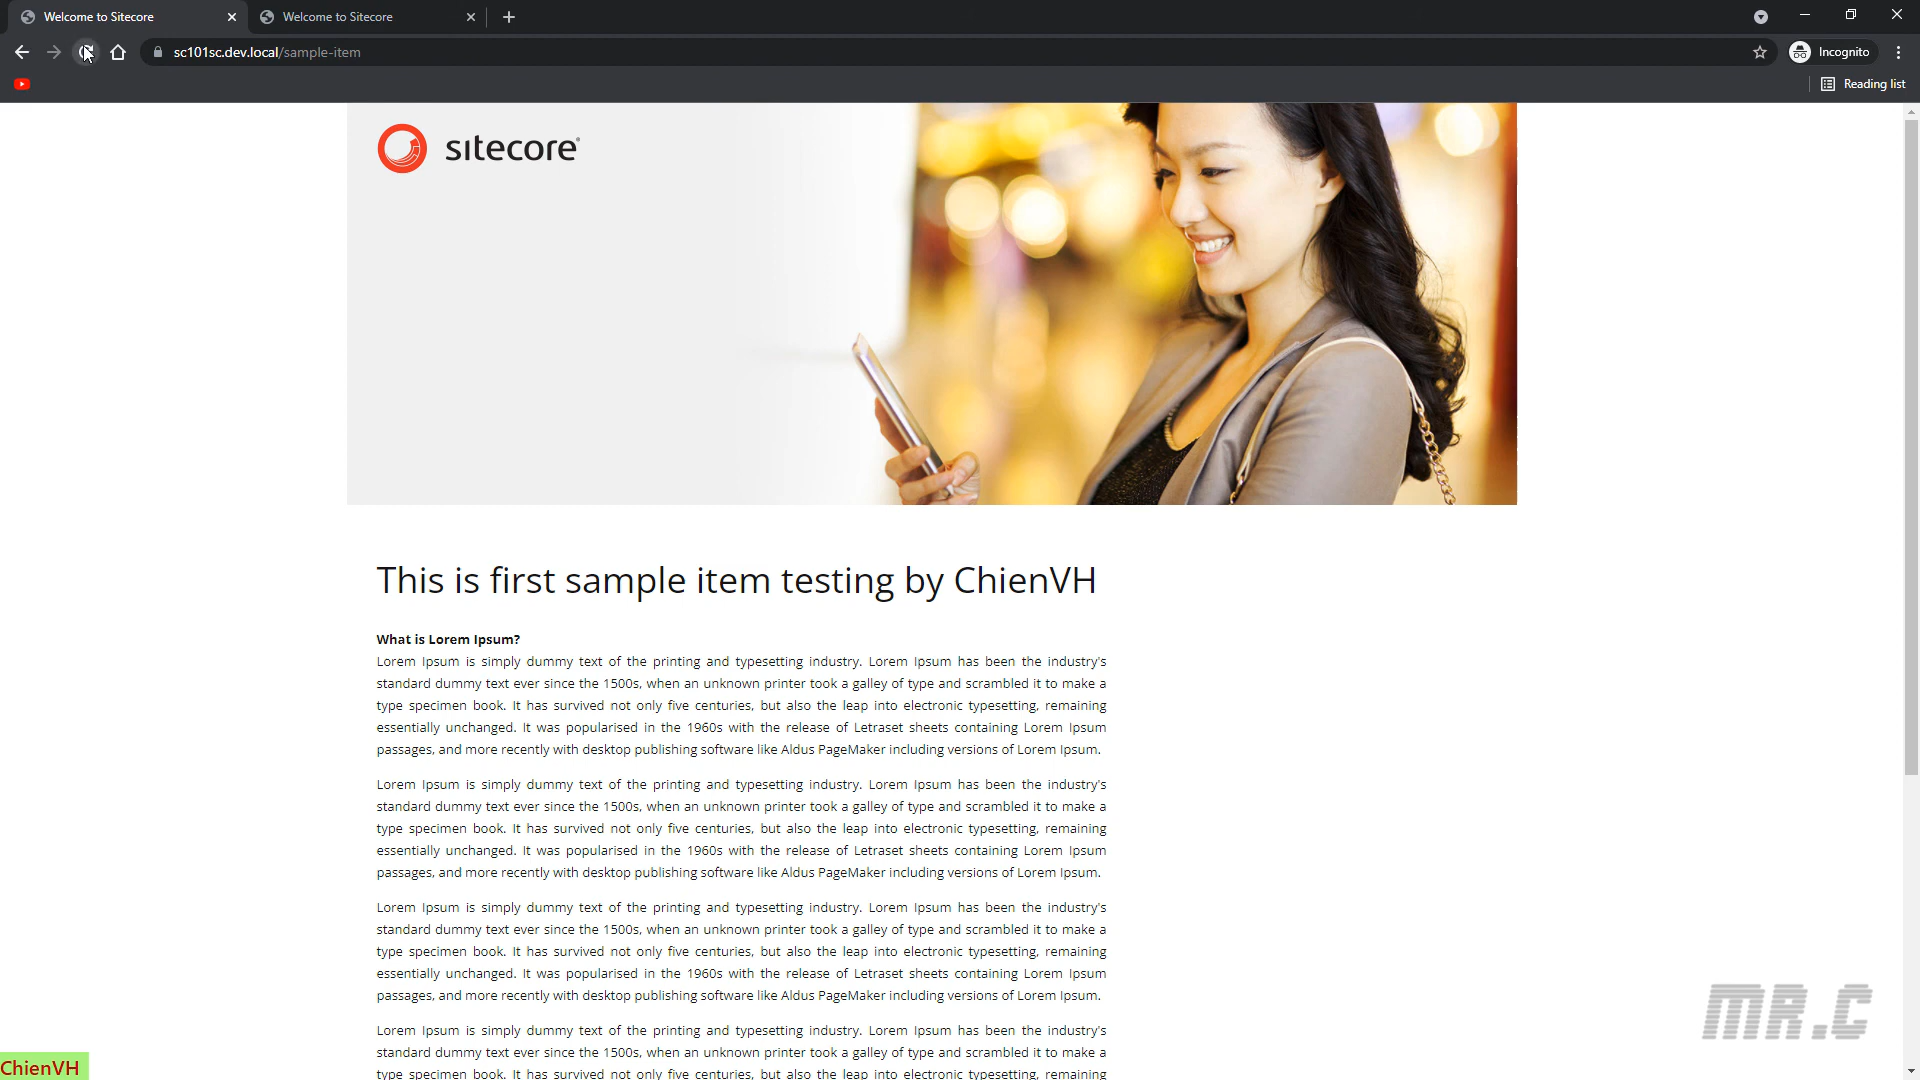 Welcome to Sitecore
Welcome to Sitecore
sc101sc.dev.local/sample-item
Incognito
Reading list
sitecore
This is first sample item testing by ChienVH
What is Lorem Ipsum?
Lorem Ipsum is simply dummy text of the printing and typesetting industry. Lorem Ipsum has been the industry's
standard dummy text ever since the 1500s, when an unknown printer took a galley of type and scrambled it to make a
type specimen book. It has survived not only five centuries, but also the leap into electronic typesetting, remaining
essentially unchanged. It was popularised in the 1960s with the release of Letraset sheets containing Lorem Ipsum
passages, and more recently with desktop publishing software like Aldus PageMaker including versions of Lorem Ipsum.
Lorem Ipsum is simply dummy text of the printing and typesetting industry. Lorem Ipsum has been the industry's
standard dummy text ever since the 1500s, when an unknown printer took a galley of type and scrambled it to make a
type specimen book. It has survived not only five centuries, but also the leap into electronic typesetting, remaining
essentially unchanged. It was popularised in the 1960s with the release of Letraset sheets containing Lorem Ipsum
passages, and more recently with desktop publishing software like Aldus PageMaker including versions of Lorem Ipsum.
Lorem Ipsum is simply dummy text of the printing and typesetting industry. Lorem Ipsum has been the industry's
standard dummy text ever since the 1500s, when an unknown printer took a galley of type and scrambled it to make a
type specimen book. It has survived not only five centuries, but also the leap into electronic typesetting, remaining
essentially unchanged. It was popularised in the 1960s with the release of Letraset sheets containing Lorem Ipsum
passages, and more recently with desktop publishing software like Aldus PageMaker including versions of Lorem Ipsum.
Lorem Ipsum is simply dummy text of the printing and typesetting industry. Lorem Ipsum has been the industry's
standard dummy text ever since the 1500s, when an unknown printer took a galley of type and scrambled it to make a
type specimen book. It has survived not only five centuries, but also the leap into electronic typesetting, remaining
MR.C
ChienVH